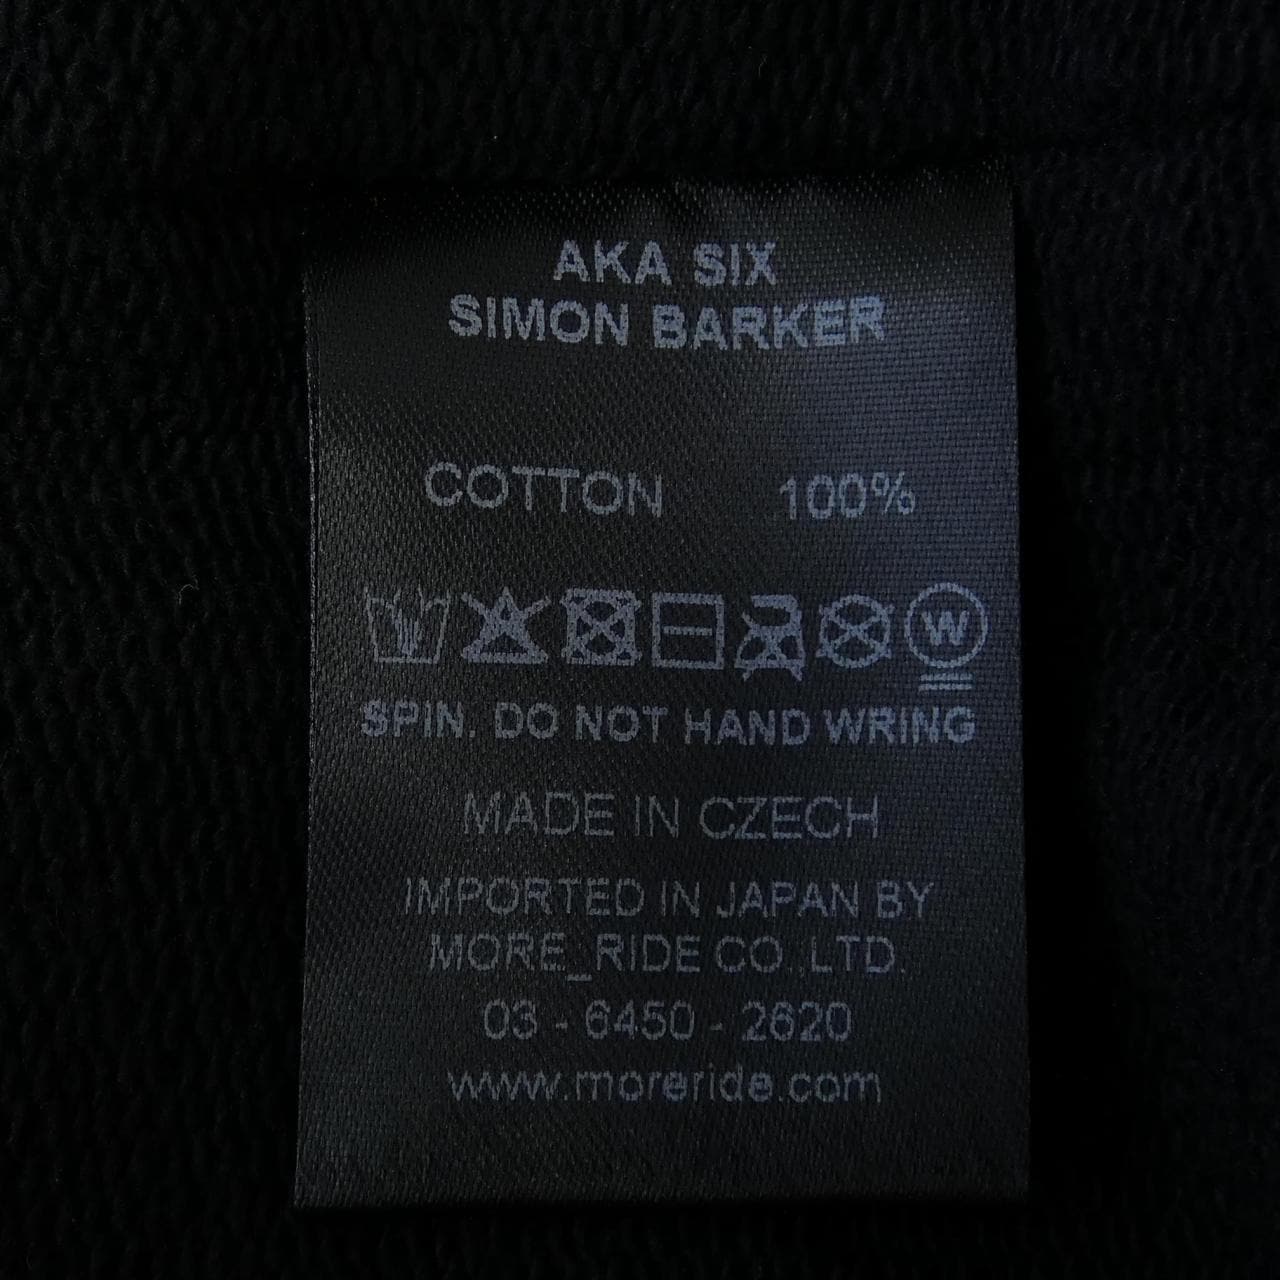 AKA SIX
SIMON BARKER
COTTON 100%
W
SPIN. DO NOT HAND WRING
MADE IN CZECH
IMPORTED IN JAPAN BY
MORE_RIDE CO.,LTD.
03 - 6450 - 2620
www.moreride.com